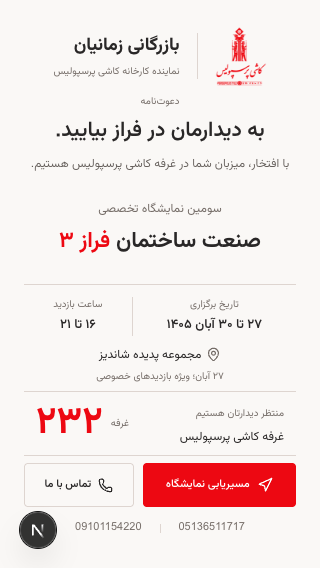 کاشی پرسپولیس
بازرگانی زمانیان
نماینده کارخانه کاشی پرسپولیس
دعوت‌نامه
به دیدارمان در فراز بیایید.
با افتخار، میزبان شما در غرفه کاشی پرسپولیس هستیم.
سومین نمایشگاه تخصصی
صنعت ساختمان فراز ۳
تاریخ برگزاری
۲۷ تا ۳۰ آبان ۱۴۰۵
ساعت بازدید
۱۶ تا ۲۱
مجموعه پدیده شاندیز
۲۷ آبان؛ ویژه بازدیدهای خصوصی
منتظر دیدارتان هستیم
غرفه کاشی پرسپولیس
غرفه ۲۳۲
مسیریابی نمایشگاه
تماس با ما
05136511717 | 09101154220
N